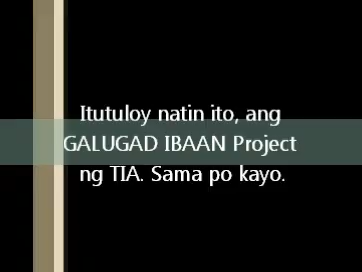 Itutuloy natin ito, ang
GALUGAD IBAAN Project
ng TIA. Sama po kayo.